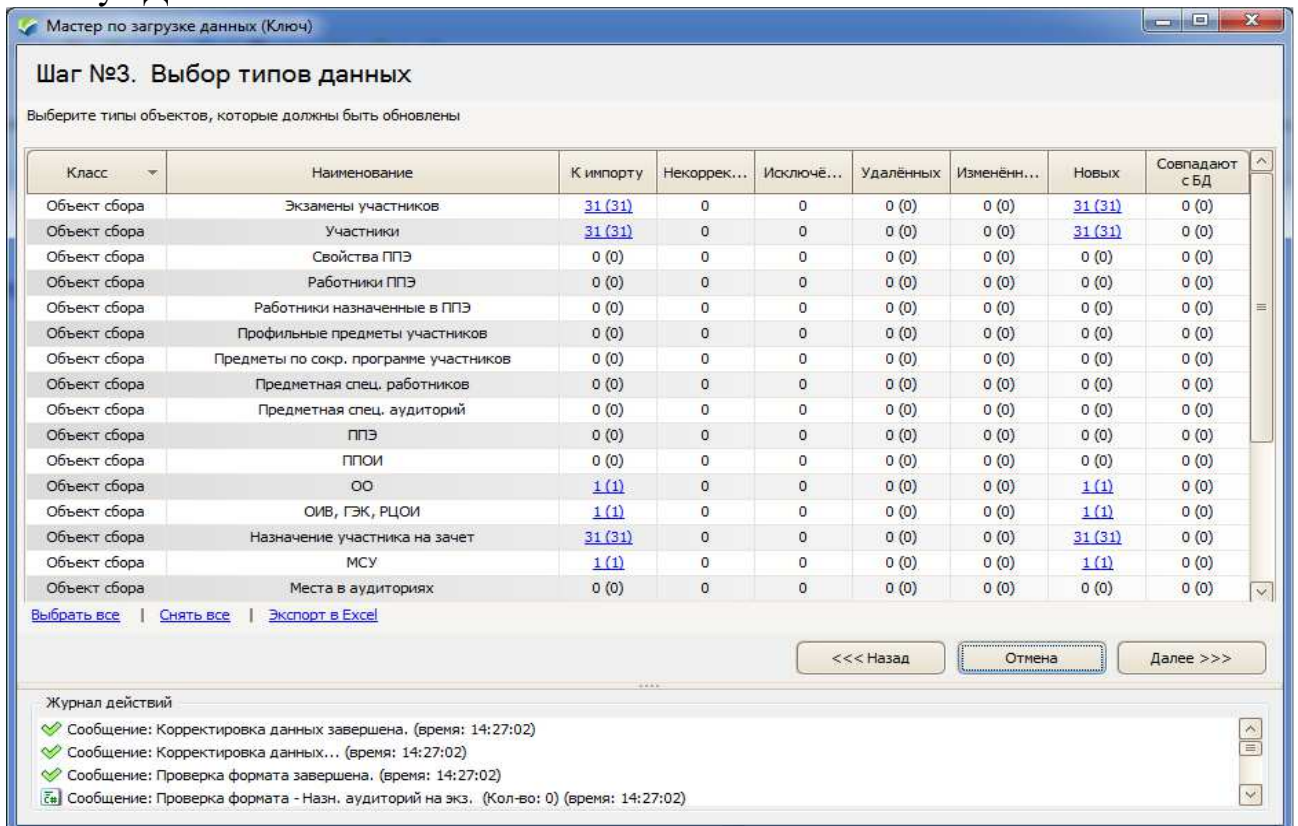 Мастер по загрузке данных (Ключ)
Шаг №3. Выбор типов данных
Выберите типы объектов, которые должны быть обновлены
Класс Наименование К импорту Некоррек... Исключё... Удалённых Изменённ... Новых Совпадают с БД
Объект сбора Экзамены участников 31 (31) 0 0 0 (0) 0 (0) 31 (31) 0 (0)
Объект сбора Участники 31 (31) 0 0 0 (0) 0 (0) 31 (31) 0 (0)
Объект сбора Свойства ППЭ 0 (0) 0 0 0 (0) 0 (0) 0 (0) 0 (0)
Объект сбора Работники ППЭ 0 (0) 0 0 0 (0) 0 (0) 0 (0) 0 (0)
Объект сбора Работники назначенные в ППЭ 0 (0) 0 0 0 (0) 0 (0) 0 (0) 0 (0)
Объект сбора Профильные предметы участников 0 (0) 0 0 0 (0) 0 (0) 0 (0) 0 (0)
Объект сбора Предметы по сокр. программе участников 0 (0) 0 0 0 (0) 0 (0) 0 (0) 0 (0)
Объект сбора Предметная спец. работников 0 (0) 0 0 0 (0) 0 (0) 0 (0) 0 (0)
Объект сбора Предметная спец. аудиторий 0 (0) 0 0 0 (0) 0 (0) 0 (0) 0 (0)
Объект сбора ППЭ 0 (0) 0 0 0 (0) 0 (0) 0 (0) 0 (0)
Объект сбора ППОИ 0 (0) 0 0 0 (0) 0 (0) 0 (0) 0 (0)
Объект сбора ОО 1 (1) 0 0 0 (0) 0 (0) 1 (1) 0 (0)
Объект сбора ОИВ, ГЭК, РЦОИ 1 (1) 0 0 0 (0) 0 (0) 1 (1) 0 (0)
Объект сбора Назначение участника на зачет 31 (31) 0 0 0 (0) 0 (0) 31 (31) 0 (0)
Объект сбора МСУ 1 (1) 0 0 0 (0) 0 (0) 1 (1) 0 (0)
Объект сбора Места в аудиториях 0 (0) 0 0 0 (0) 0 (0) 0 (0) 0 (0)
Выбрать все | Снять все | Экспорт в Excel
<<< Назад Отмена Далее >>>
Журнал действий
Сообщение: Корректировка данных завершена. (время: 14:27:02)
Сообщение: Корректировка данных... (время: 14:27:02)
Сообщение: Проверка формата завершена. (время: 14:27:02)
Сообщение: Проверка формата - Назн. аудиторий на экз. (Кол-во: 0) (время: 14:27:02)